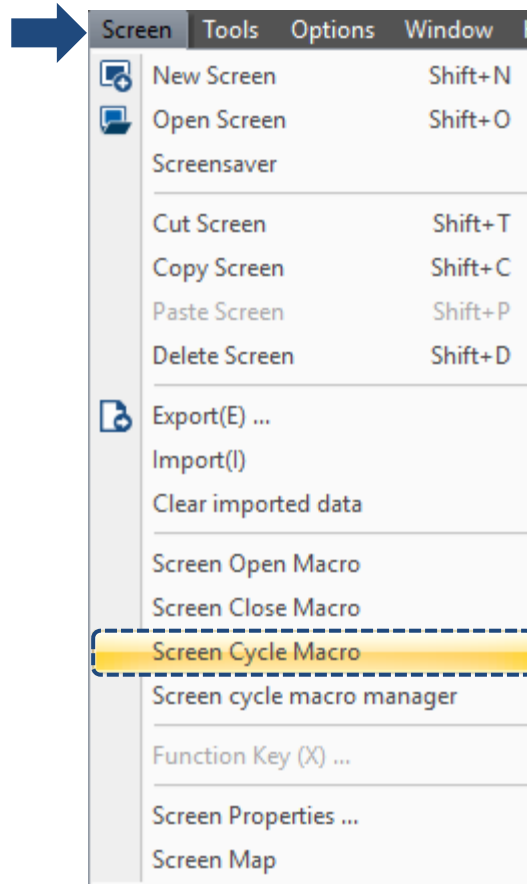 Screen Tools Options Window
New Screen Shift+N
Open Screen Shift+O
Screensaver
Cut Screen Shift+T
Copy Screen Shift+C
Paste Screen Shift+P
Delete Screen Shift+D
Export(E) ...
Import(I)
Clear imported data
Screen Open Macro
Screen Close Macro
Screen Cycle Macro
Screen cycle macro manager
Function Key (X) ...
Screen Properties ...
Screen Map